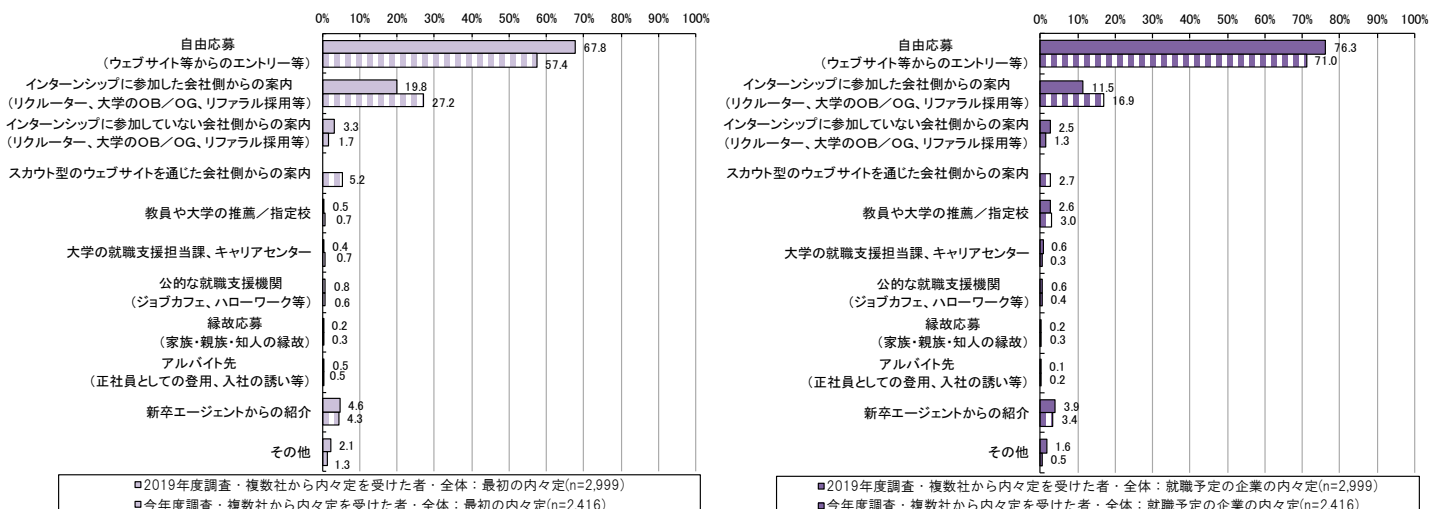 0% 10% 20% 30% 40% 50% 60% 70% 80% 90% 100%
自由応募
(ウェブサイト等からのエントリー等)
67.8
57.4
インターンシップに参加した会社側からの案内
(リクルーター、大学のOB/OG、リファラル採用等)
19.8
27.2
インターンシップに参加していない会社側からの案内
(リクルーター、大学のOB/OG、リファラル採用等)
3.3
1.7
スカウト型のウェブサイトを通じた会社側からの案内
5.2
教員や大学の推薦/指定校
0.5
0.7
大学の就職支援担当課、キャリアセンター
0.4
0.7
公的な就職支援機関
(ジョブカフェ、ハローワーク等)
0.8
0.6
縁故応募
(家族・親族・知人の縁故)
0.2
0.3
アルバイト先
(正社員としての登用、入社の誘い等)
0.5
0.5
新卒エージェントからの紹介
4.6
4.3
その他
2.1
1.3
2019年度調査・複数社から内々定を受けた者・全体:最初の内々定(n=2,999)
今年度調査・複数社から内々定を受けた者・全体:最初の内々定(n=2,416)
0% 10% 20% 30% 40% 50% 60% 70% 80% 90% 100%
自由応募
(ウェブサイト等からのエントリー等)
76.3
71.0
インターンシップに参加した会社側からの案内
(リクルーター、大学のOB/OG、リファラル採用等)
11.5
16.9
インターンシップに参加していない会社側からの案内
(リクルーター、大学のOB/OG、リファラル採用等)
2.5
1.3
スカウト型のウェブサイトを通じた会社側からの案内
2.7
教員や大学の推薦/指定校
2.6
3.0
大学の就職支援担当課、キャリアセンター
0.6
0.3
公的な就職支援機関
(ジョブカフェ、ハローワーク等)
0.6
0.4
縁故応募
(家族・親族・知人の縁故)
0.2
0.3
アルバイト先
(正社員としての登用、入社の誘い等)
0.1
0.2
新卒エージェントからの紹介
3.9
3.4
その他
1.6
0.5
2019年度調査・複数社から内々定を受けた者・全体:就職予定の企業の内々定(n=2,999)
今年度調査・複数社から内々定を受けた者・全体:就職予定の企業の内々定(n=2,416)